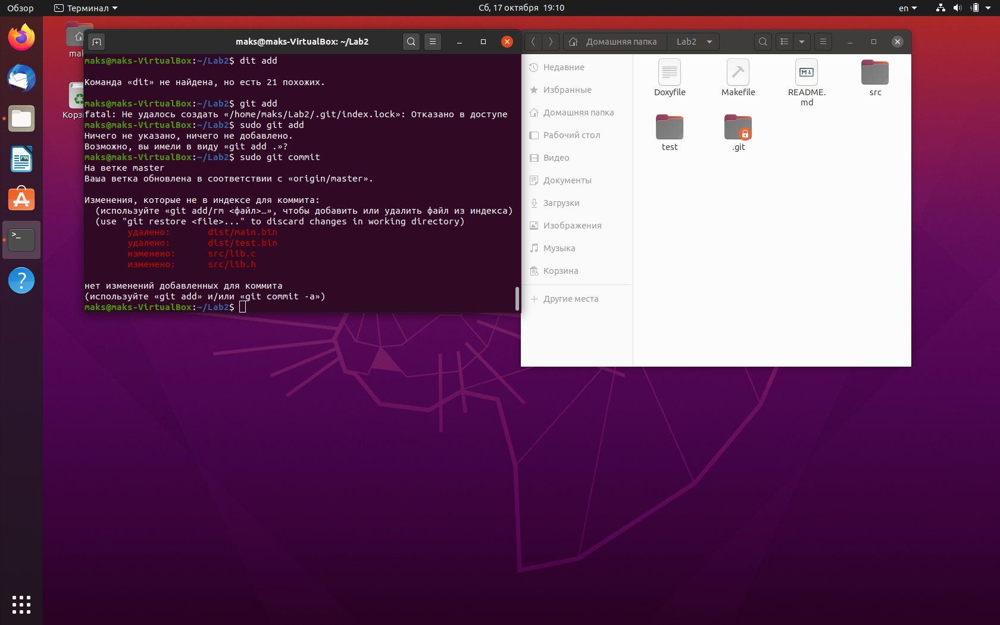 Обзор
Терминал
Сб, 17 октября 19:10
en
maks@maks-VirtualBox: ~/Lab2
maks@maks-VirtualBox:~/Lab2$ dit add
Команда «dit» не найдена, но есть 21 похожих.
maks@maks-VirtualBox:~/Lab2$ git add
fatal: Не удалось создать «/home/maks/Lab2/.git/index.lock»: Отказано в доступе
maks@maks-VirtualBox:~/Lab2$ sudo git add
Ничего не указано, ничего не добавлено.
Возможно, вы имели в виду «git add .»?
maks@maks-VirtualBox:~/Lab2$ sudo git commit
На ветке master
Ваша ветка обновлена в соответствии с «origin/master».
Изменения, которые не в индексе для коммита:
(используйте «git add/rm <файл>…», чтобы добавить или удалить файл из индекса)
(use "git restore <file>..." to discard changes in working directory)
удалено: dist/main.bin
удалено: dist/test.bin
изменено: src/lib.c
изменено: src/lib.h
нет изменений добавленных для коммита
(используйте «git add» и/или «git commit -a»)
maks@maks-VirtualBox:~/Lab2$
Домашняя папка
Lab2
Недавние
Избранные
Домашняя папка
Рабочий стол
Видео
Документы
Загрузки
Изображения
Музыка
Корзина
Другие места
Doxyfile
Makefile
README.
md
src
test
.git